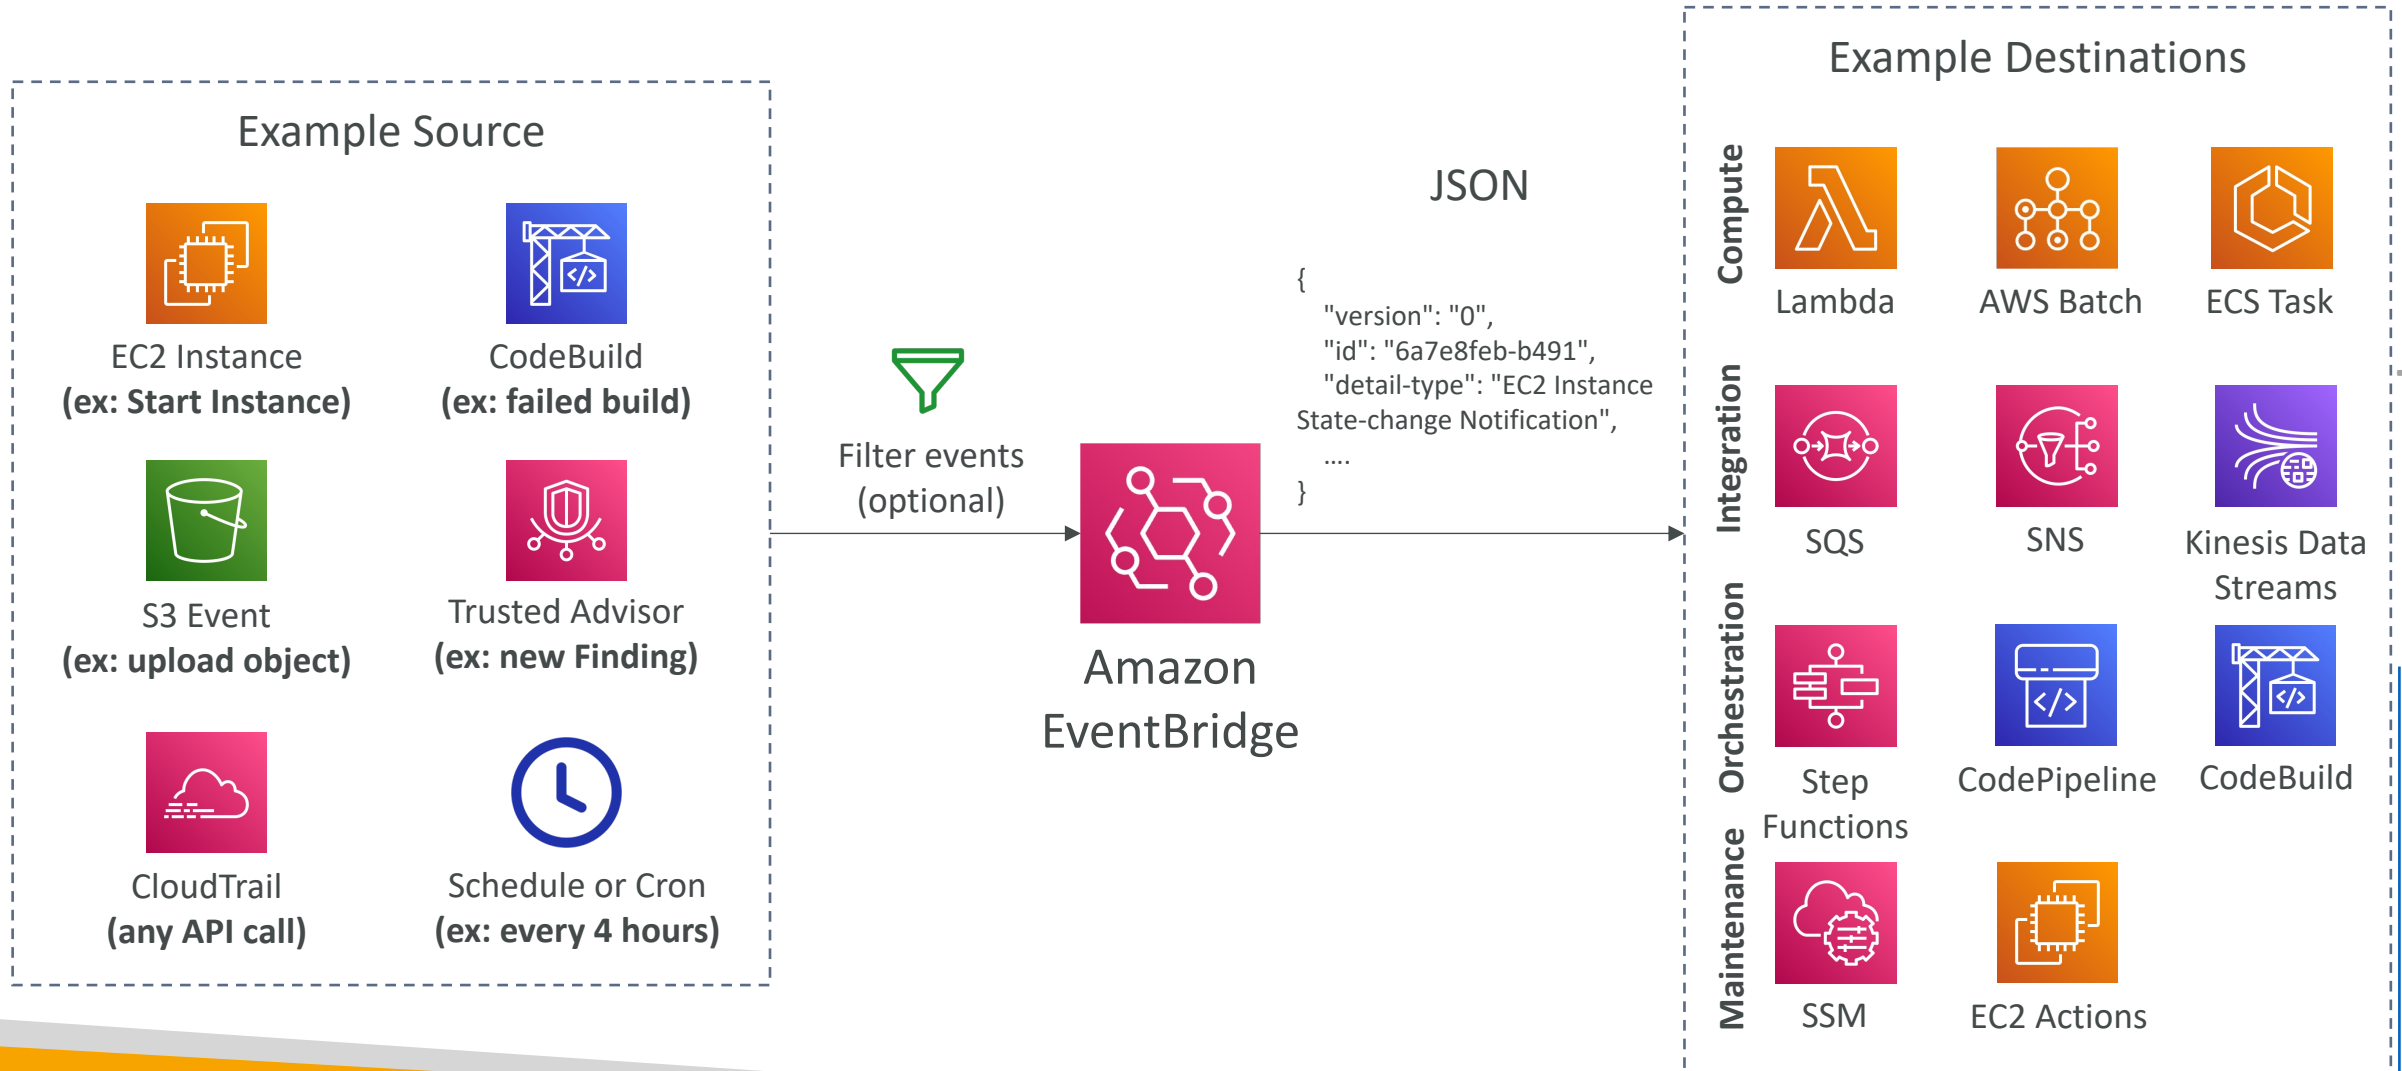 Example Source
EC2 Instance
(ex: Start Instance)
CodeBuild
(ex: failed build)
S3 Event
(ex: upload object)
Trusted Advisor
(ex: new Finding)
CloudTrail
(any API call)
Schedule or Cron
(ex: every 4 hours)
Filter events
(optional)
Amazon
EventBridge
JSON
{
"version": "0",
"id": "6a7e8feb-b491",
"detail-type": "EC2 Instance
State-change Notification",
....
}
Example Destinations
Compute
Lambda
AWS Batch
ECS Task
Integration
SQS
SNS
Kinesis Data
Streams
Orchestration
Step
Functions
CodePipeline
CodeBuild
Maintenance
SSM
EC2 Actions